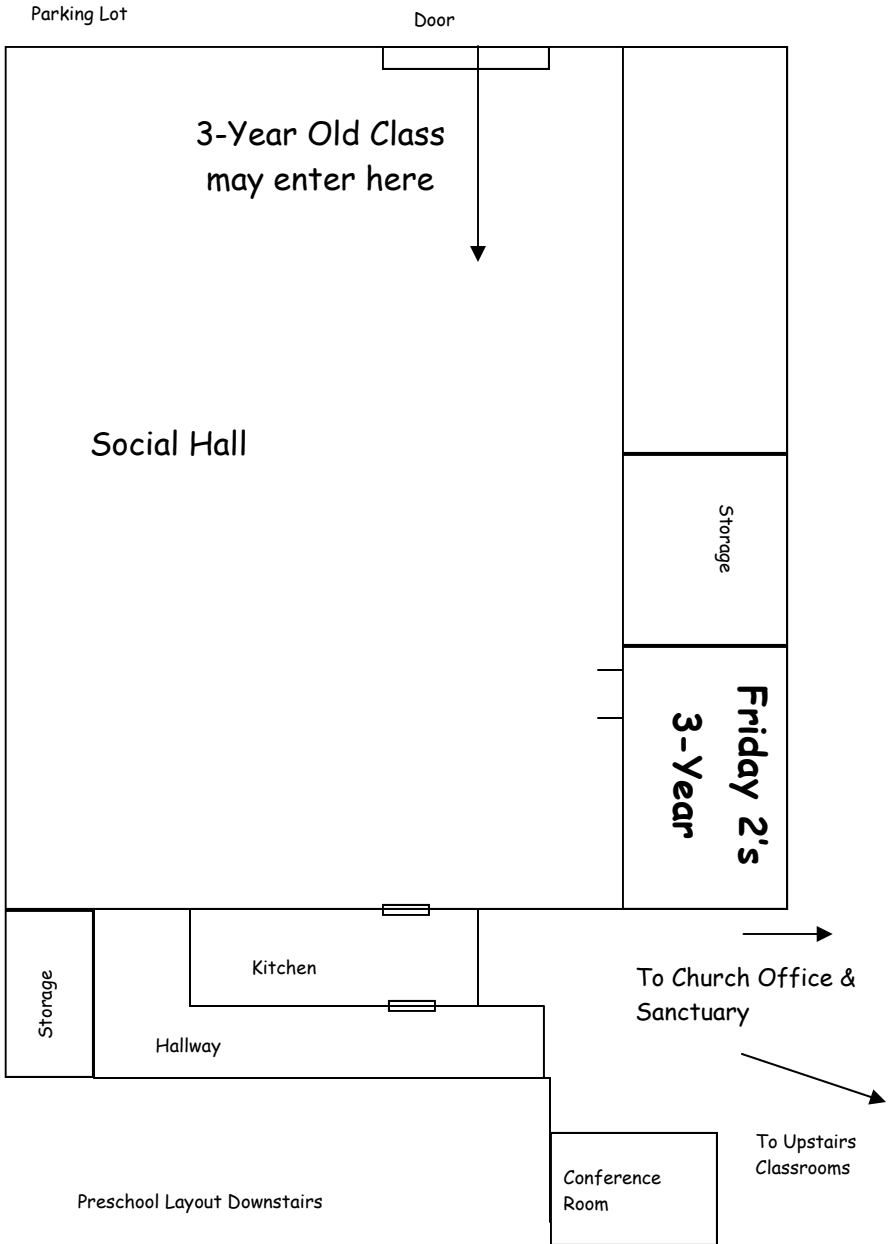 Parking Lot
Door
3-Year Old Class
may enter here
Social Hall
Storage
Friday 2's
3-Year
Storage
Kitchen
Hallway
To Church Office &
Sanctuary
To Upstairs
Classrooms
Conference
Room
Preschool Layout Downstairs